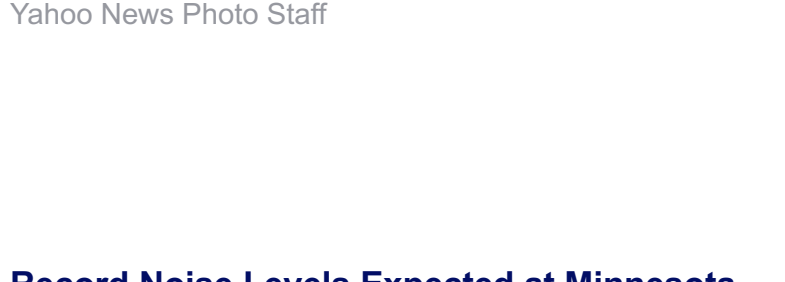 Yahoo News Photo Staff
Record Noise Levels Expected at Minnesota